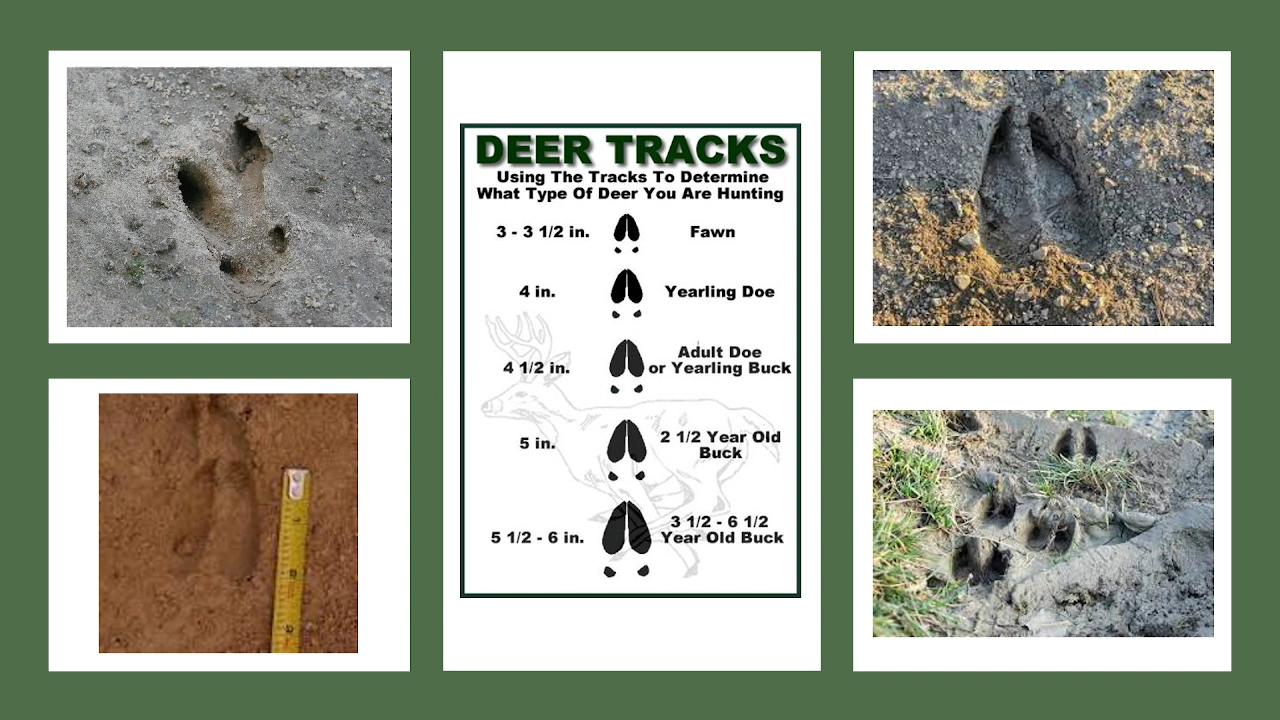 DEER TRACKS
Using The Tracks To Determine
What Type Of Deer You Are Hunting
3 - 3 1/2 in. Fawn
4 in. Yearling Doe
4 1/2 in. Adult Doe
or Yearling Buck
5 in. 2 1/2 Year Old
Buck
5 1/2 - 6 in. 3 1/2 - 6 1/2
Year Old Buck